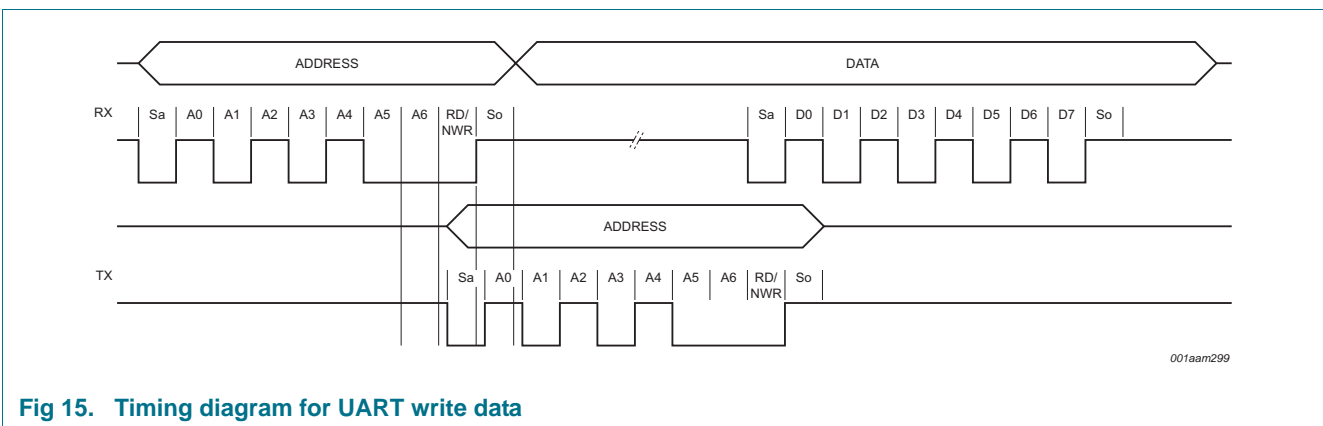 ADDRESS DATA
RX Sa A0 A1 A2 A3 A4 A5 A6 RD/ So Sa D0 D1 D2 D3 D4 D5 D6 D7 So
NWR
ADDRESS
TX Sa A0 A1 A2 A3 A4 A5 A6 RD/ So
NWR
001aam299
Fig 15. Timing diagram for UART write data